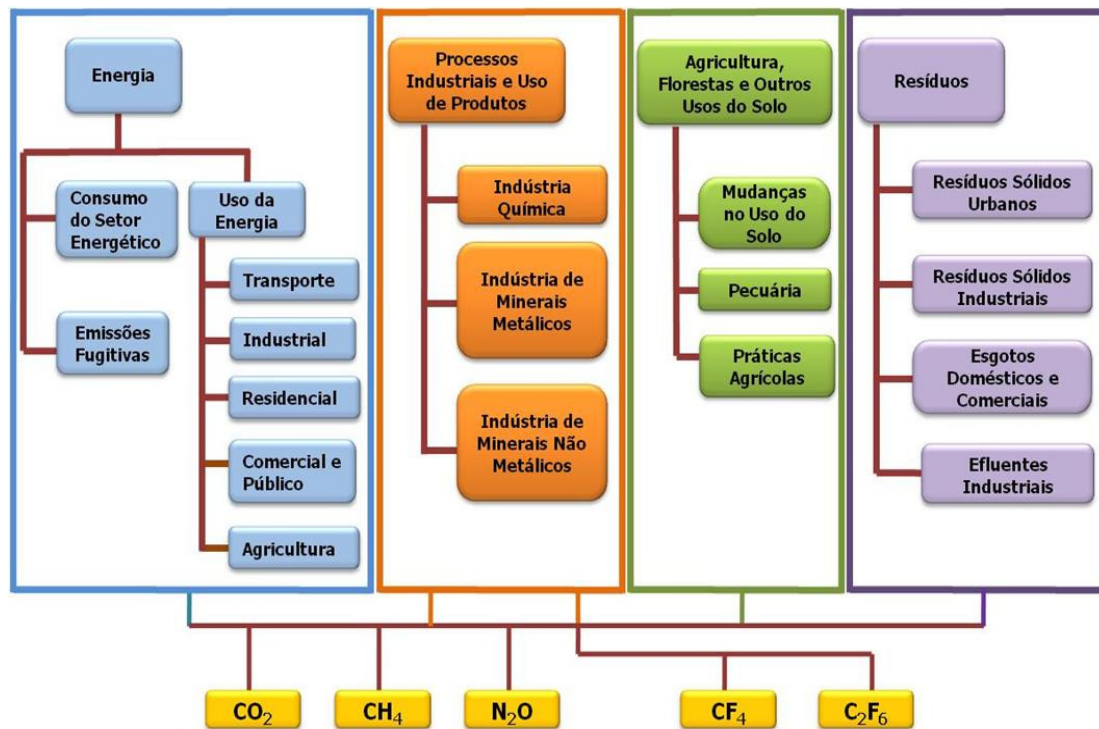 Energia
Consumo
do Setor
Energético
Uso da
Energia
Emissões
Fugitivas
Transporte
Industrial
Residencial
Comercial e
Público
Agricultura
Processos
Industriais e Uso
de Produtos
Indústria
Química
Indústria de
Minerais
Metálicos
Indústria de
Minerais Não
Metálicos
Agricultura,
Florestas e Outros
Usos do Solo
Mudanças
no Uso do
Solo
Pecuária
Práticas
Agrícolas
Resíduos
Resíduos Sólidos
Urbanos
Resíduos Sólidos
Industriais
Esgotos
Domésticos e
Comerciais
Efluentes
Industriais
CO₂
CH₄
N₂O
CF₄
C₂F₆